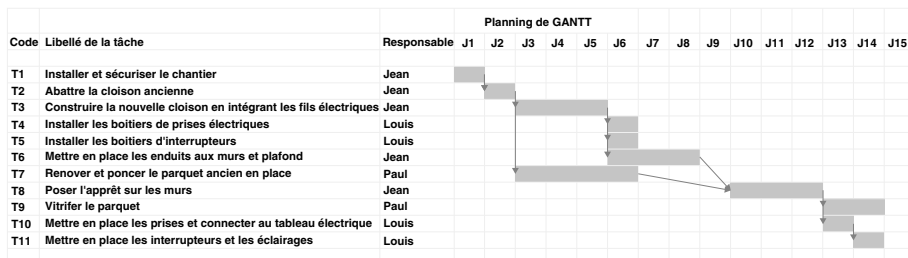 Planning de GANTT
Code Libellé de la tâche Responsable J1 J2 J3 J4 J5 J6 J7 J8 J9 J10 J11 J12 J13 J14 J15
T1 Installer et sécuriser le chantier Jean
T2 Abattre la cloison ancienne Jean
T3 Construire la nouvelle cloison en intégrant les fils électriques Jean
T4 Installer les boitiers de prises électriques Louis
T5 Installer les boitiers d'interrupteurs Louis
T6 Mettre en place les enduits aux murs et plafond Jean
T7 Renover et poncer le parquet ancien en place Paul
T8 Poser l'apprêt sur les murs Jean
T9 Vitrifer le parquet Paul
T10 Mettre en place les prises et connecter au tableau électrique Louis
T11 Mettre en place les interrupteurs et les éclairages Louis